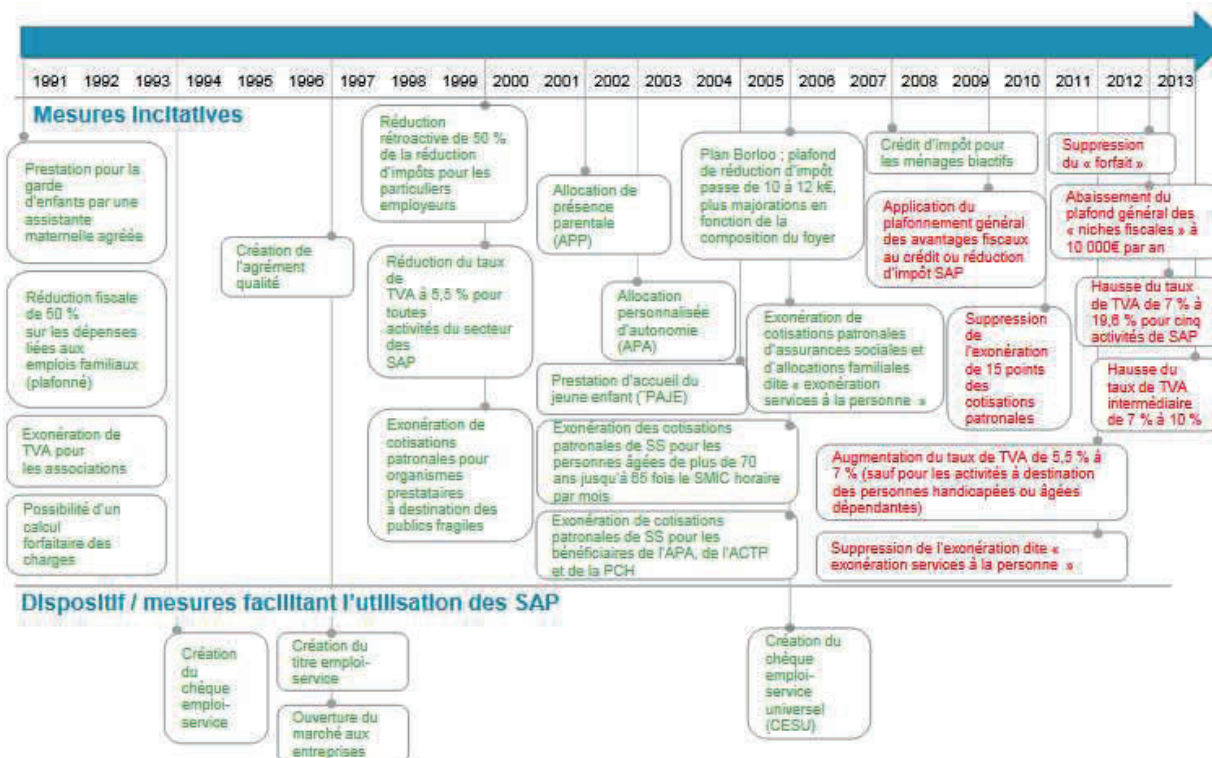 1991 1992 1993 1994 1995 1996 1997 1998 1999 2000 2001 2002 2003 2004 2005 2006 2007 2008 2009 2010 2011 2012 2013
Mesures incitatives
Prestation pour la
garde
d'enfants par une
assistante
maternelle agréée
Réduction fiscale
de 50 %
sur les dépenses
liées aux
emplois familiaux
(plafonné)
Exonération de
TVA pour
les associations
Possibilité d'un
calcul
forfaitaire des
charges
Création de
l'agrément
qualité
Réduction
rétroactive de 50 %
de la réduction
d'impôts pour les
particuliers
employeurs
Réduction du taux
de
TVA à 5,5 % pour
toutes
activités du secteur
des
SAP
Exonération de
cotisations
patronales pour
organismes
prestataires
à destination des
publics fragiles
Allocation de
présence
parentale (APP)
Allocation
personnalisée
d'autonomie
(APA)
Prestation d'accueil du
jeune enfant (¨PAJE)
Exonération des cotisations
patronales de SS pour les
personnes âgées de plus de 70
ans jusqu'à 65 fois le SMIC horaire
par mois
Exonération de cotisations
patronales de SS pour les
bénéficiaires de l'APA, de l'ACTP
et de la PCH
Plan Borloo ; plafond
de réduction d'impôt
passe de 10 à 12 k€,
plus majorations en
fonction de la
composition du foyer
Exonération de
cotisations patronales
d'assurances sociales et
d'allocations familiales
dite « exonération
services à la personne »
Crédit d'impôt pour
les ménages biactifs
Application du
plafonnement général
des avantages fiscaux
au crédit ou réduction
d'impôt SAP
Suppression
de
l'exonération
de 15 points
des
cotisations
patronales
Augmentation du taux de TVA de 5,5 % à
7 % (sauf pour les activités à destination
des personnes handicapées ou âgées
dépendantes)
Suppression de l'exonération dite «
exonération services à la personne »
Suppression
du « forfait »
Abaissement du
plafond général des
« niches fiscales » à
10 000€ par an
Hausse du taux
de TVA de 7 % à
19,6 % pour cinq
activités de SAP
Hausse du
taux de TVA
intermédiaire
de 7 % à 10 %
Dispositif / mesures facilitant l'utilisation des SAP
Création
du
chèque
emploi-
service
Création du
titre emploi-
service
Ouverture du
marché aux
entreprises
Création du
chèque
emploi-
service
universel
(CESU)